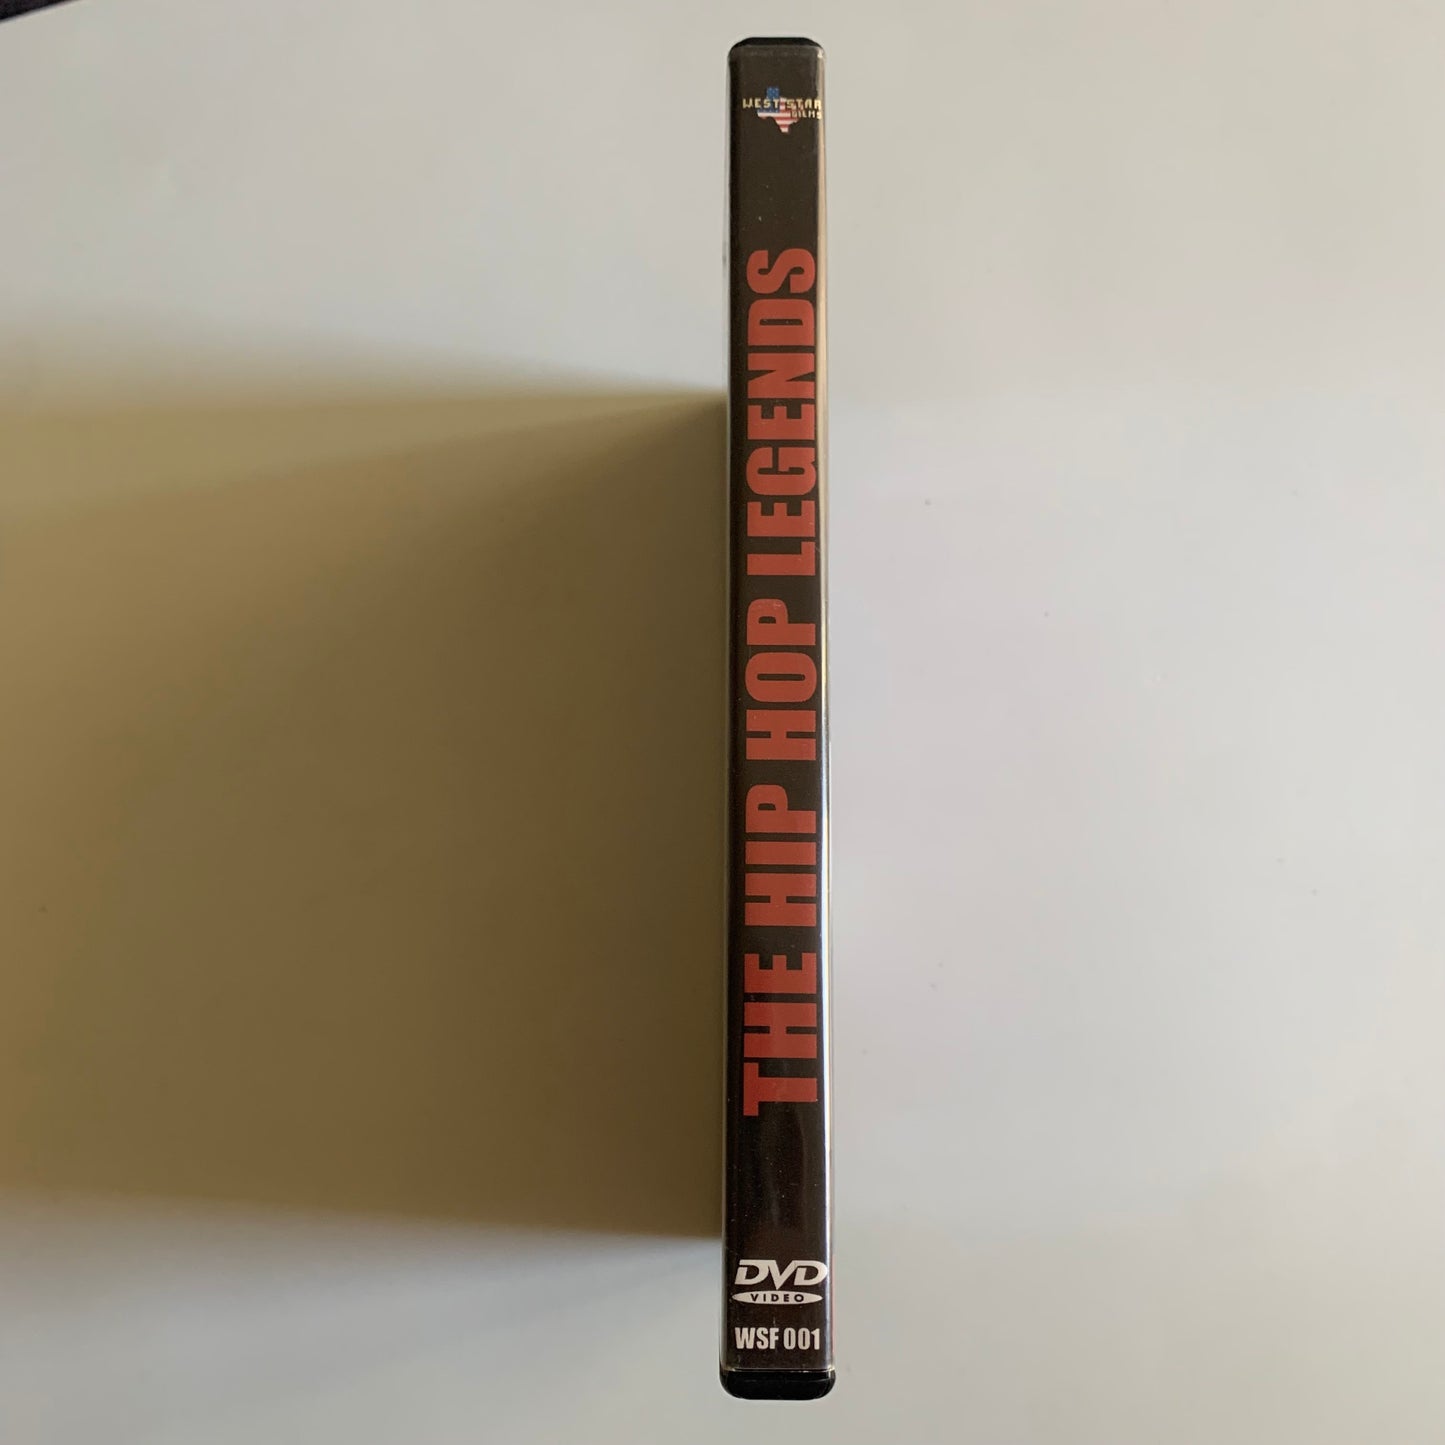 WEST STAR
FILMS
THE HIP HOP LEGENDS
DVD
VIDEO
WSF 001